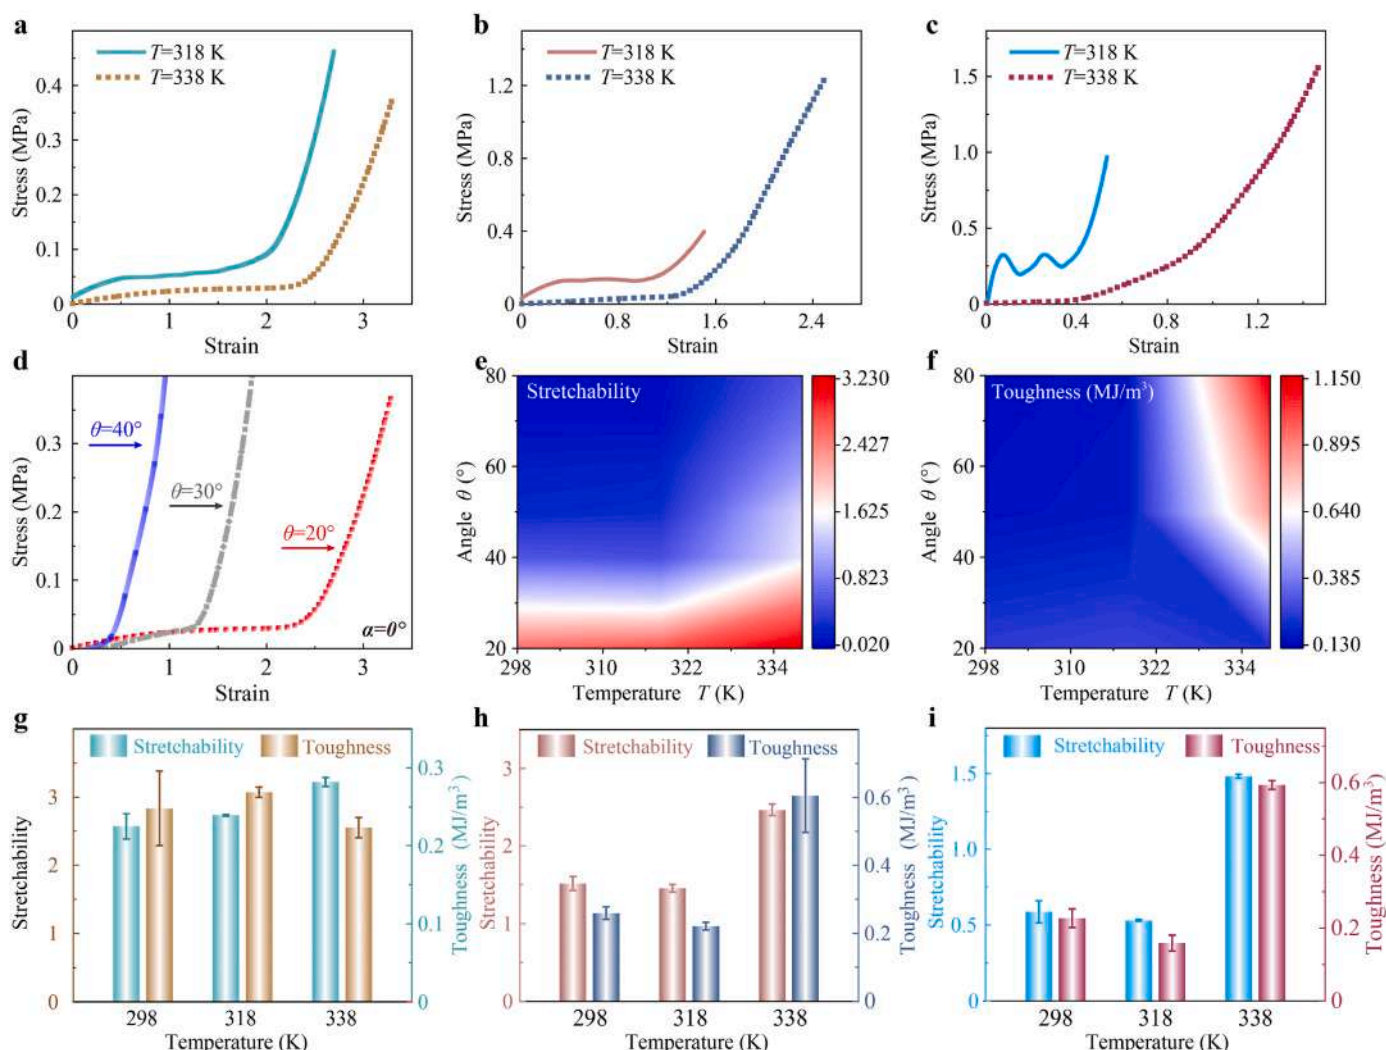 a
T=318 K
T=338 K
0.4
0.3
0.2
0.1
0
Stress (MPa)
0 1 2 3
Strain
b
T=318 K
T=338 K
1.2
0.8
0.4
0
Stress (MPa)
0 0.8 1.6 2.4
Strain
c
T=318 K
T=338 K
1.5
1.0
0.5
0
Stress (MPa)
0 0.4 0.8 1.2
Strain
d
0.3
0.2
0.1
0
Stress (MPa)
θ=40°
θ=30°
θ=20°
α=0°
0 1 2 3
Strain
e
Stretchability
80
60
40
20
Angle θ (°)
298 310 322 334
Temperature T (K)
3.230
2.427
1.625
0.823
0.020
f
Toughness (MJ/m³)
80
60
40
20
Angle θ (°)
298 310 322 334
Temperature T (K)
1.150
0.895
0.640
0.385
0.130
g
Stretchability Toughness
3
2
1
0
Stretchability
0.3
0.2
0.1
0
Toughness (MJ/m³)
298 318 338
Temperature (K)
h
Stretchability Toughness
3
2
1
0
Stretchability
0.6
0.4
0.2
0
Toughness (MJ/m³)
298 318 338
Temperature (K)
i
Stretchability Toughness
1.5
1.0
0.5
0
Stretchability
0.6
0.4
0.2
0
Toughness (MJ/m³)
298 318 338
Temperature (K)